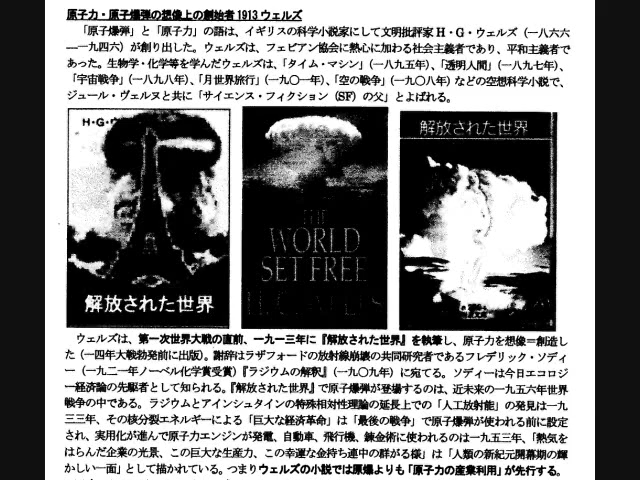 原子力・原子爆弾の想像上の創始者 1913 ウェルズ
「原子爆弾」と「原子力」の語は、イギリスの科学小説家にして文明批評家H・G・ウェルズ（一八六六
―一九四六）が創り出した。ウェルズは、フェビアン協会に熱心に加わる社会主義者であり、平和主義者で
あった。生物学・化学等を学んだウェルズは、「タイム・マシン」（一八九五年）、「透明人間」（一八九七年）、
「宇宙戦争」（一八九八年）、「月世界旅行」（一九〇一年）、「空の戦争」（一九〇八年）などの空想科学小説で、
ジュール・ヴェルヌと共に「サイエンス・フィクション（SF）の父」とよばれる。
H・G・ウ
解放された世界
THE
WORLD
SET FREE
H.G.WELLS
解放された世界
ウェルズは、第一次世界大戦の直前、一九一三年に『解放された世界』を執筆し、原子力を想像＝創造し
た（一四年大戦勃発前に出版）。謝辞はラザフォードの放射線崩壊の共同研究者であるフレデリック・ソディ
ー（一九二一年ノーベル化学賞受賞）『ラジウムの解釈』（一九〇九年）に宛てる。ソディーは今日エコロジ
ー経済論の先駆者として知られる。『解放された世界』で原子爆弾が登場するのは、近未来の一九五六年世界
戦争の中である。ラジウムとアインシュタインの特殊相対性理論の延長上での「人工放射能」の発見は一九
三三年、その核分裂エネルギーによる「巨大な経済革命」は「最後の戦争」で原子爆弾が使われる前に設定
され、実用化が進んで原子力エンジンが発電、自動車、飛行機、錬金術に使われるのは一九五三年、「熱気を
はらんだ企業の光景、この巨大な生産力、この幸運な金持ち連中の群がる様」は「人類の新紀元開幕期の輝
かしい一面」として描かれている。つまりウェルズの小説では原爆よりも「原子力の産業利用」が先行する。